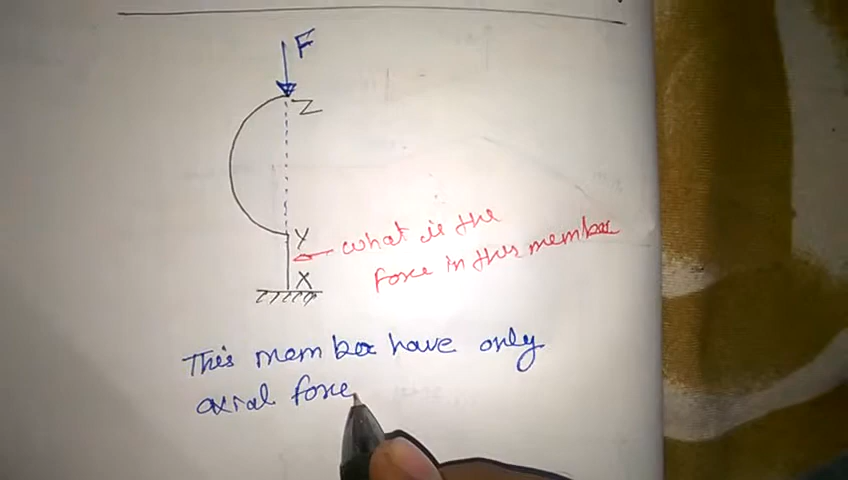 F
Z
Y
what is the
force in this member
X
This member have only
axial force